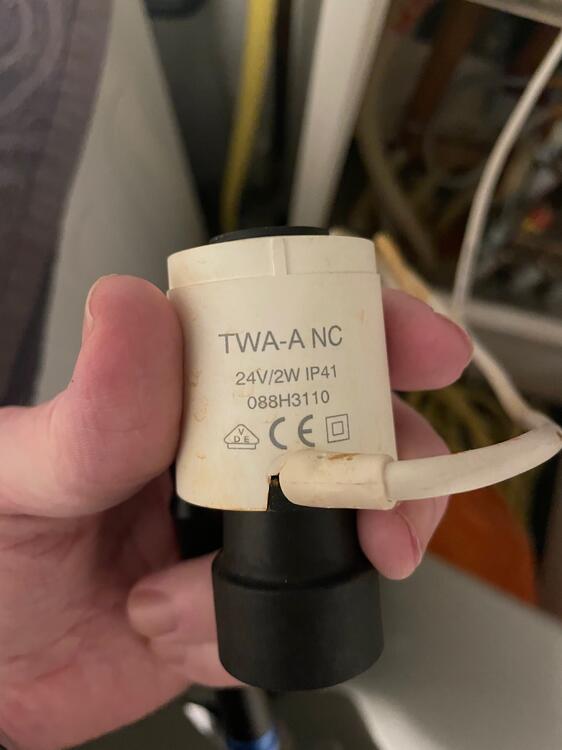 TWA-A NC
24V/2W IP41
088H3110
VDE CE